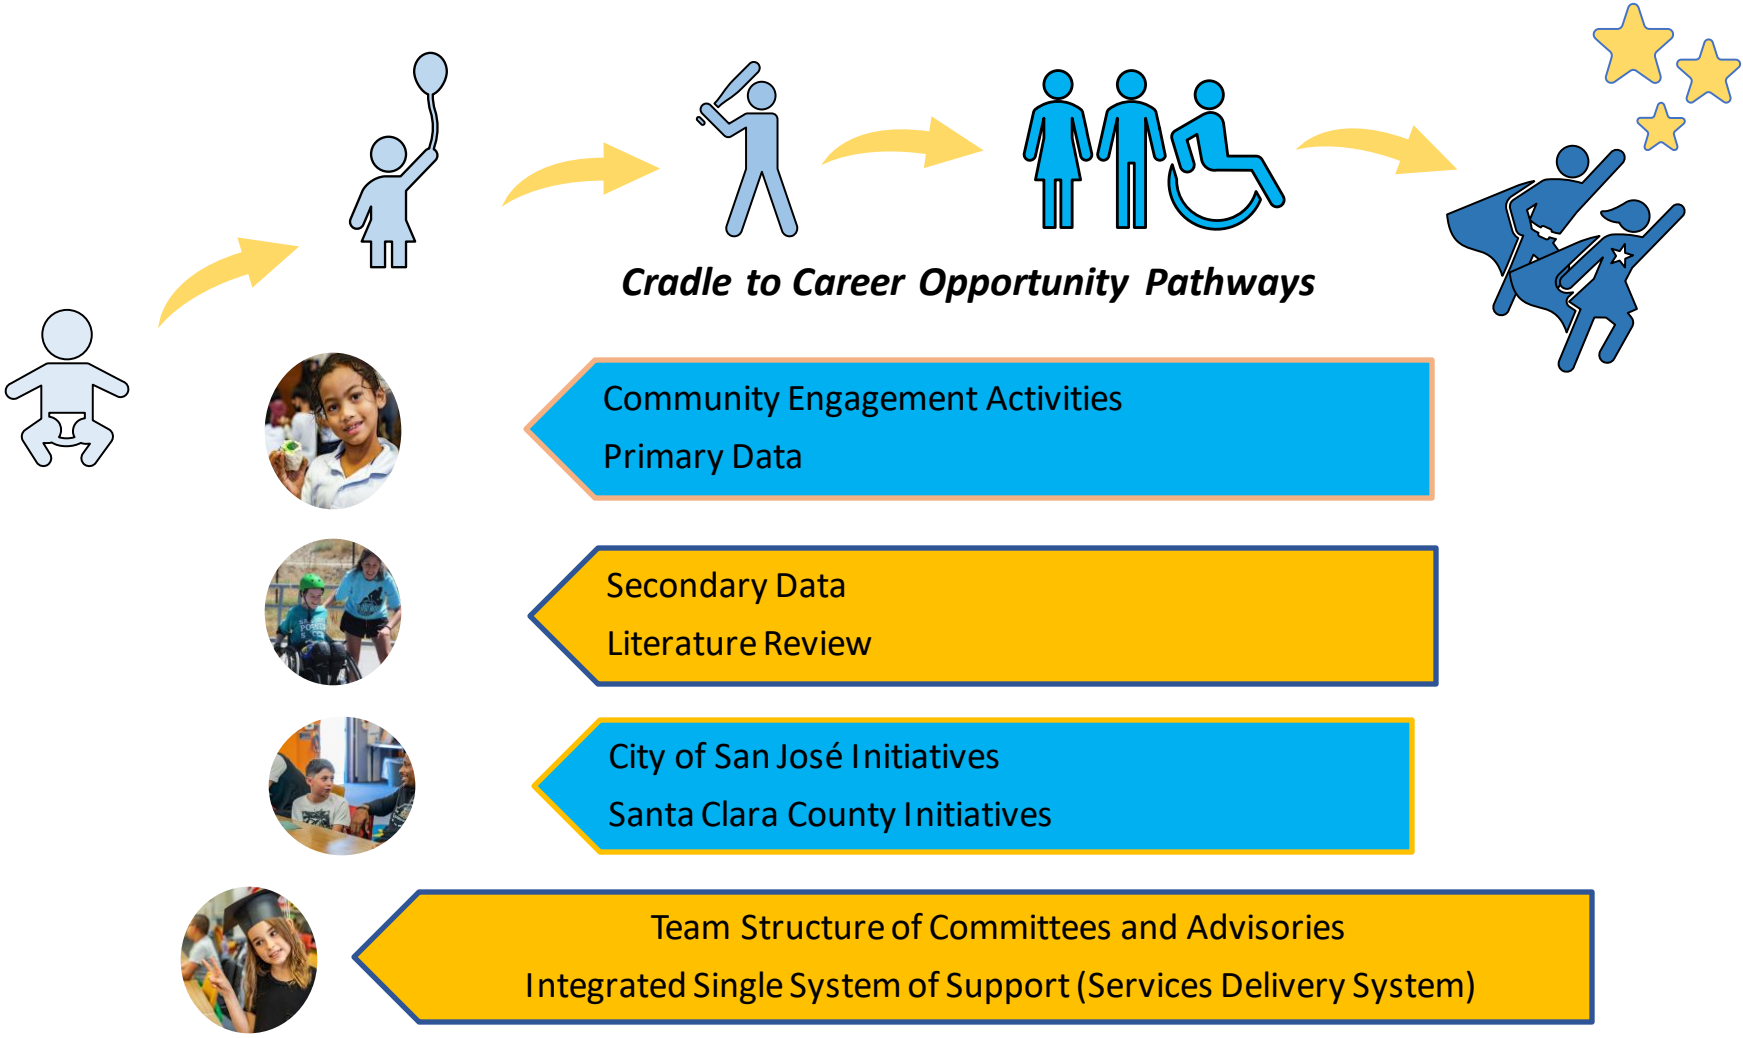 Cradle to Career Opportunity Pathways
Community Engagement Activities
Primary Data
Secondary Data
Literature Review
City of San José Initiatives
Santa Clara County Initiatives
Team Structure of Committees and Advisories
Integrated Single System of Support (Services Delivery System)